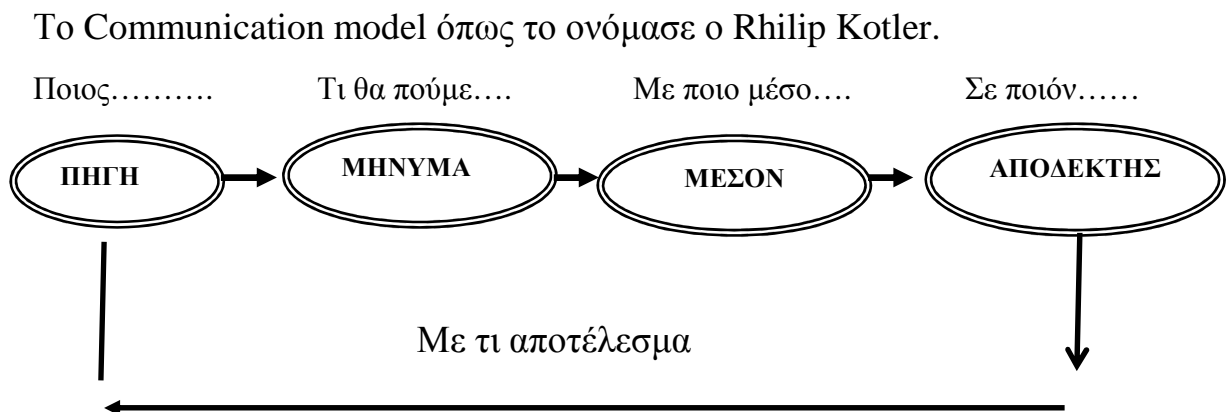 Το Communication model όπως το ονόμασε ο Rhilip Kotler.
Ποιος………. Τι θα πούμε…. Με ποιο μέσο…. Σε ποιόν……
ΠΗΓΗ ΜΗΝΥΜΑ ΜΕΣΟΝ ΑΠΟΔΕΚΤΗΣ
Με τι αποτέλεσμα